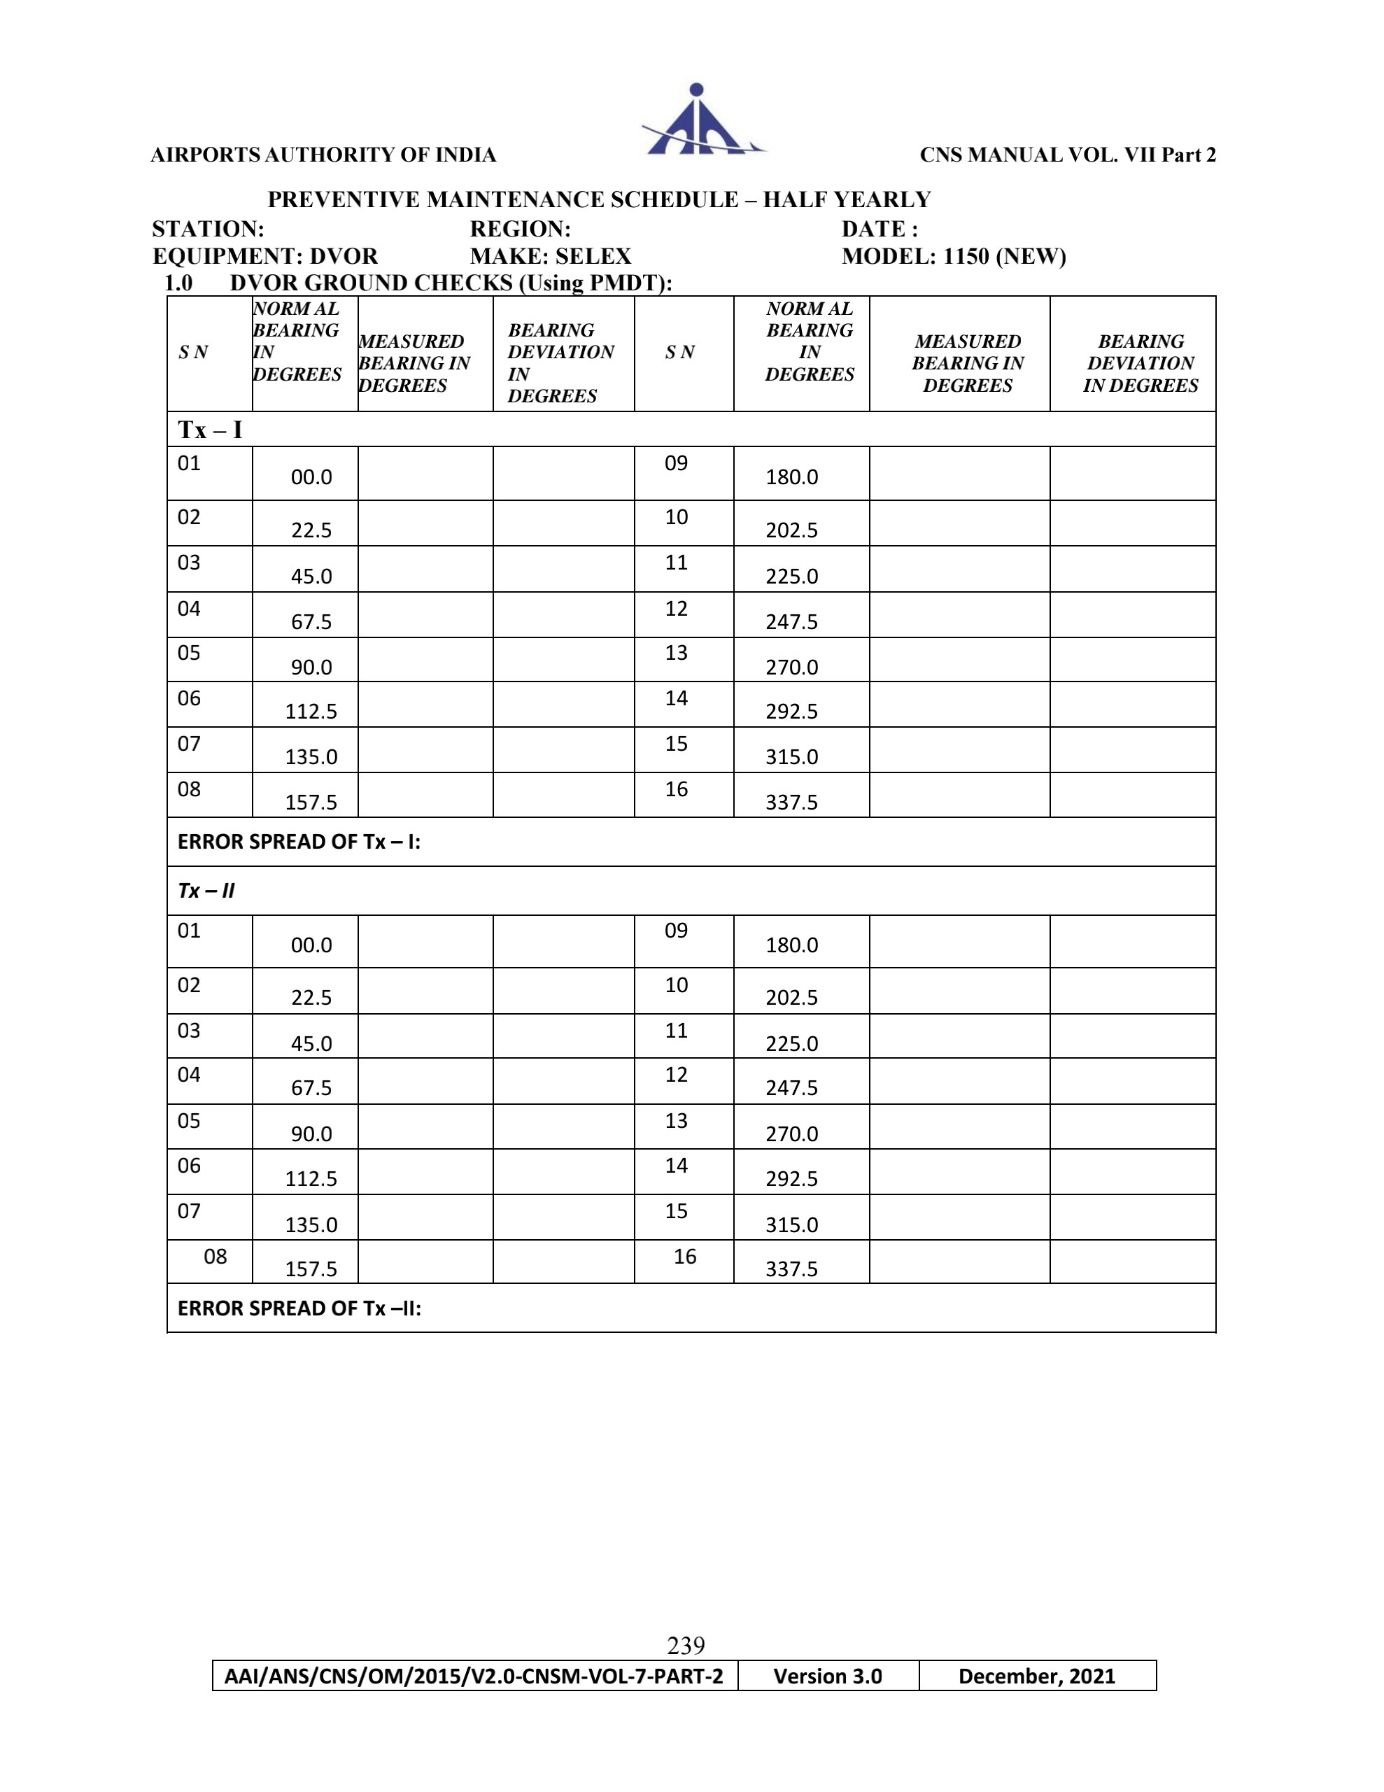 AIRPORTS AUTHORITY OF INDIA CNS MANUAL VOL. VII Part 2
PREVENTIVE MAINTENANCE SCHEDULE – HALF YEARLY
STATION: REGION: DATE :
EQUIPMENT: DVOR MAKE: SELEX MODEL: 1150 (NEW)
1.0 DVOR GROUND CHECKS (Using PMDT):
S N
NORM AL
BEARING
IN
DEGREES
MEASURED
BEARING IN
DEGREES
BEARING
DEVIATION
IN
DEGREES
S N
NORM AL
BEARING
IN
DEGREES
MEASURED
BEARING IN
DEGREES
BEARING
DEVIATION
IN DEGREES
Tx – I
01 00.0 09 180.0
02 22.5 10 202.5
03 45.0 11 225.0
04 67.5 12 247.5
05 90.0 13 270.0
06 112.5 14 292.5
07 135.0 15 315.0
08 157.5 16 337.5
ERROR SPREAD OF Tx – I:
Tx – II
01 00.0 09 180.0
02 22.5 10 202.5
03 45.0 11 225.0
04 67.5 12 247.5
05 90.0 13 270.0
06 112.5 14 292.5
07 135.0 15 315.0
08 157.5 16 337.5
ERROR SPREAD OF Tx –II:
239
AAI/ANS/CNS/OM/2015/V2.0-CNSM-VOL-7-PART-2 Version 3.0 December, 2021